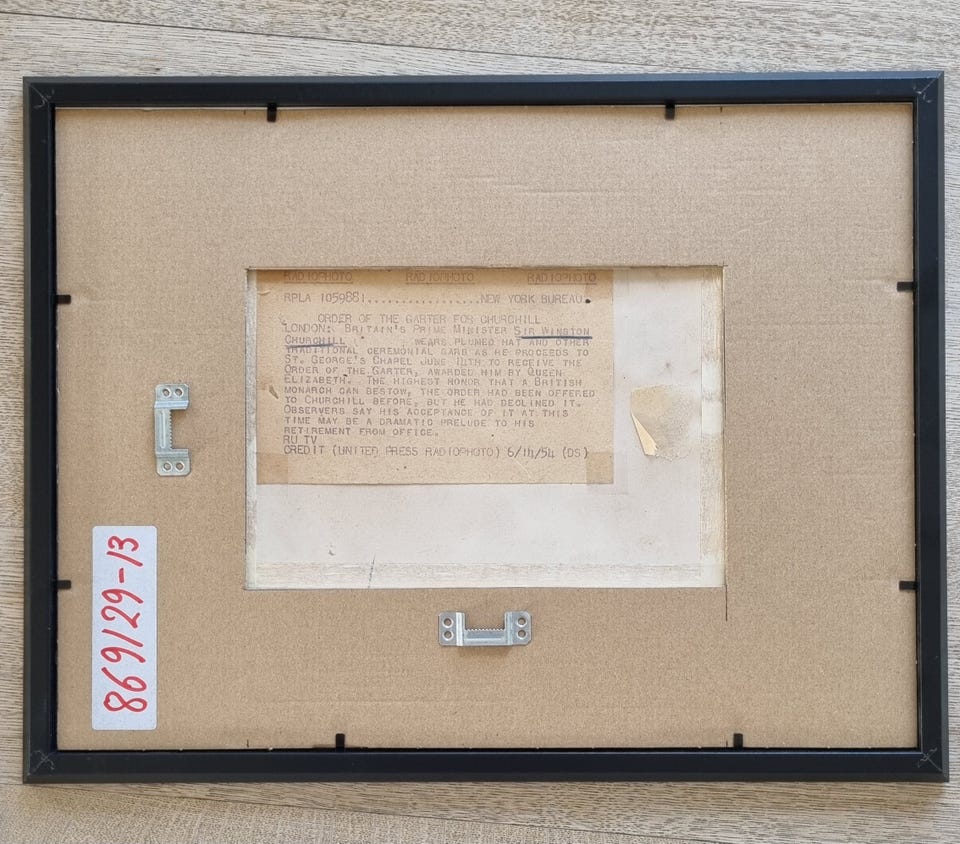 RADIOPHOTO RADIOPHOTO RADIOPHOTO
RPLA 1059881..................NEW YORK BUREAU.
ORDER OF THE GARTER FOR CHURCHILL
LONDON: BRITAIN'S PRIME MINISTER SIR WINSTON
CHURCHILL WEARS PLUMED HAT AND OTHER
TRADITIONAL CEREMONIAL GARB AS HE PROCEEDS TO
ST. GEORGE'S CHAPEL JUNE 14TH TO RECEIVE THE
ORDER OF THE GARTER, AWARDED HIM BY QUEEN
ELIZABETH. THE HIGHEST HONOR THAT A BRITISH
MONARCH CAN BESTOW, THE ORDER HAD BEEN OFFERED
TO CHURCHILL BEFORE, BUT HE HAD DECLINED IT.
OBSERVERS SAY HIS ACCEPTANCE OF IT AT THIS
TIME MAY BE A DRAMATIC PRELUDE TO HIS
RETIREMENT FROM OFFICE.
RU TV
CREDIT (UNITED PRESS RADIOPHOTO) 6/14/54 (DS)
869/29-13